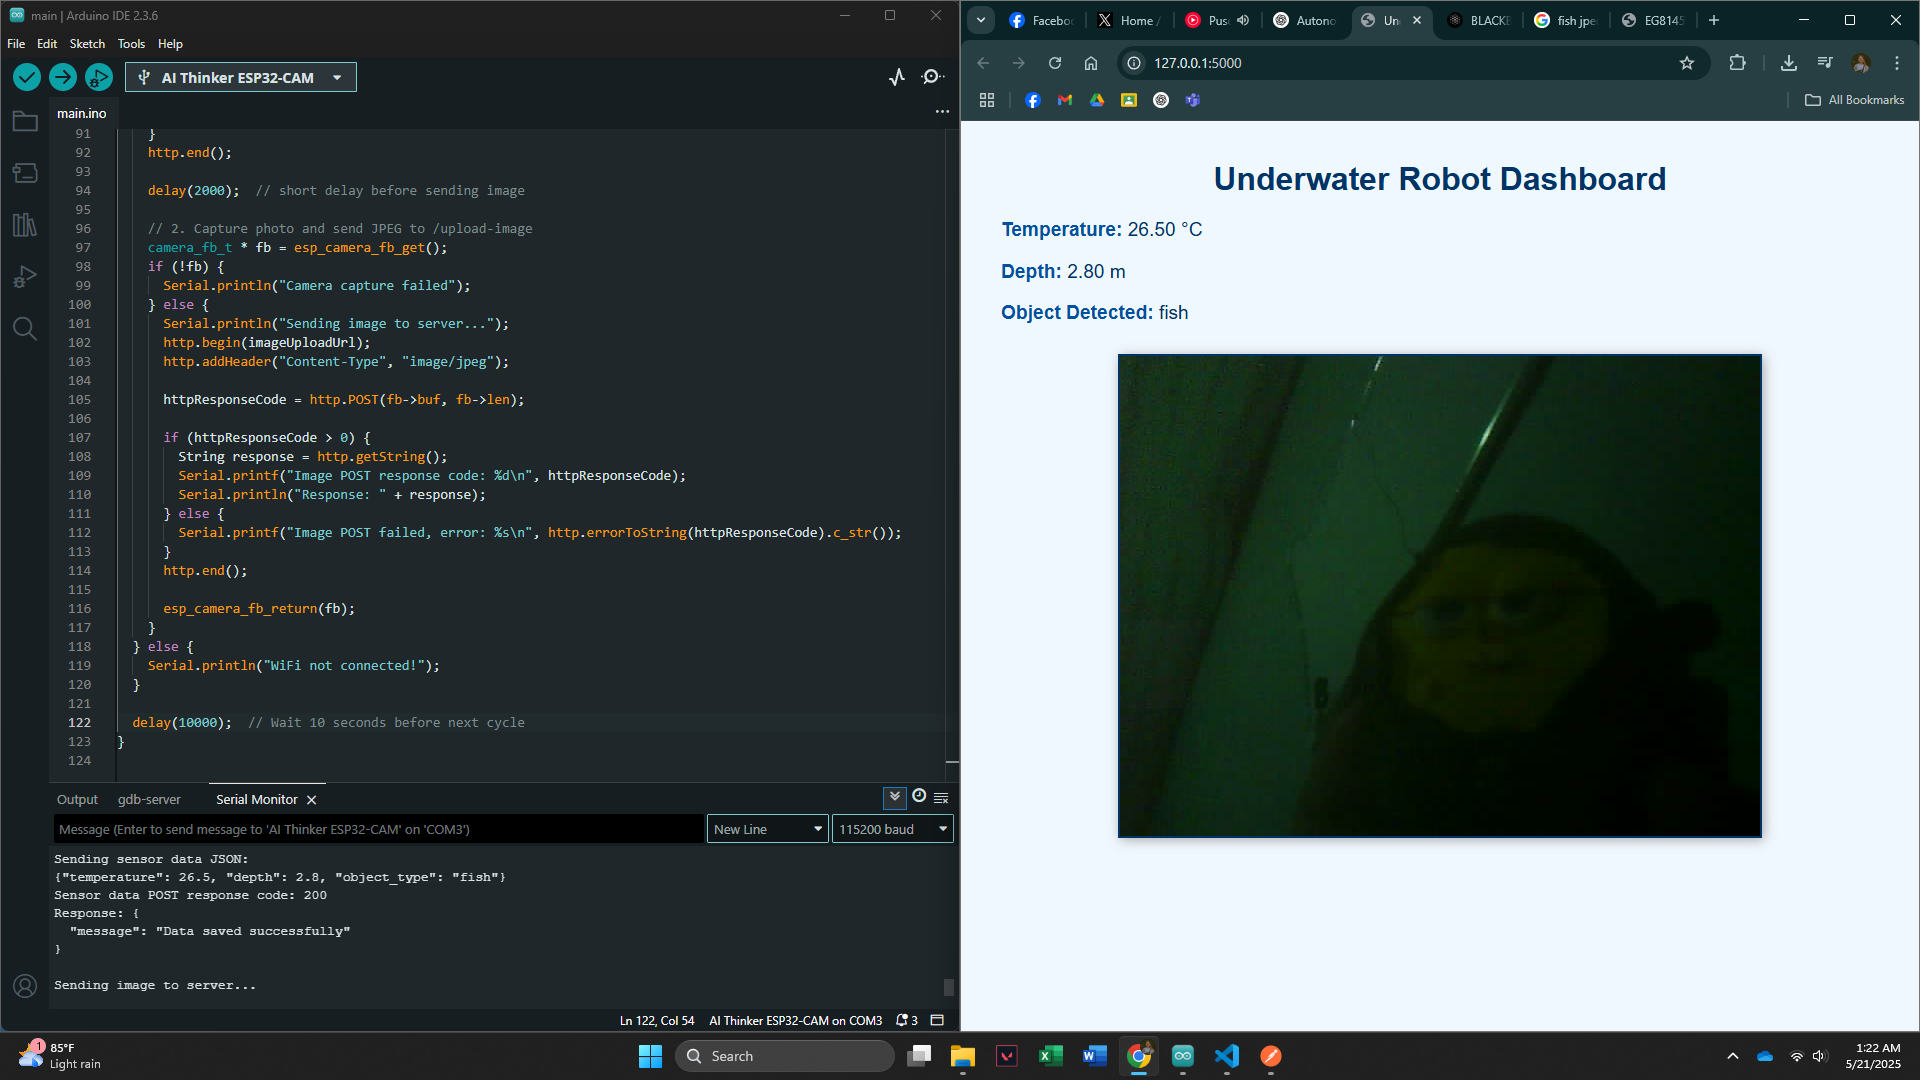 main | Arduino IDE 2.3.6
File Edit Sketch Tools Help
AI Thinker ESP32-CAM
main.ino
91 }
92 http.end();
93
94 delay(2000);  // short delay before sending image
95
96 // 2. Capture photo and send JPEG to /upload-image
97 camera_fb_t * fb = esp_camera_fb_get();
98 if (!fb) {
99 Serial.println("Camera capture failed");
100 } else {
101 Serial.println("Sending image to server...");
102 http.begin(imageUploadUrl);
103 http.addHeader("Content-Type", "image/jpeg");
104
105 httpResponseCode = http.POST(fb->buf, fb->len);
106
107 if (httpResponseCode > 0) {
108 String response = http.getString();
109 Serial.printf("Image POST response code: %d\n", httpResponseCode);
110 Serial.println("Response: " + response);
111 } else {
112 Serial.printf("Image POST failed, error: %s\n", http.errorToString(httpResponseCode).c_str());
113 }
114 http.end();
115
116 esp_camera_fb_return(fb);
117 }
118 } else {
119 Serial.println("WiFi not connected!");
120 }
121
122 delay(10000);  // Wait 10 seconds before next cycle
123 }
124
Output gdb-server Serial Monitor
Message (Enter to send message to 'AI Thinker ESP32-CAM' on 'COM3')
New Line
115200 baud
Sending sensor data JSON:
{"temperature": 26.5, "depth": 2.8, "object_type": "fish"}
Sensor data POST response code: 200
Response: {
"message": "Data saved successfully"
}
Sending image to server...
Ln 122, Col 54 AI Thinker ESP32-CAM on COM3 3
Facebo Home / Pus Autono Un BLACKB fish jpe EG8145
127.0.0.1:5000
All Bookmarks
Underwater Robot Dashboard
Temperature: 26.50 °C
Depth: 2.80 m
Object Detected: fish
1
85°F
Light rain
Search
1:22 AM
5/21/2025